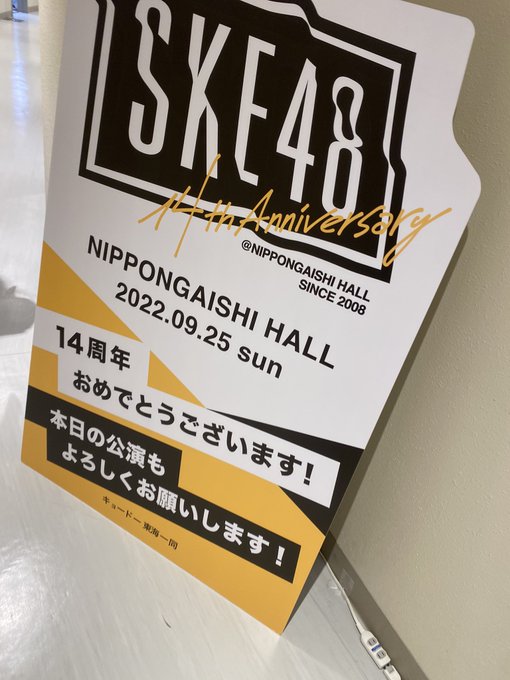 SKE48
14th Anniversary
@NIPPONGAISHI HALL
SINCE 2008
NIPPONGAISHI HALL
2022.09.25 sun
14周年
おめでとうございます!
本日の公演も
よろしくお願いします!
キョードー東海一同